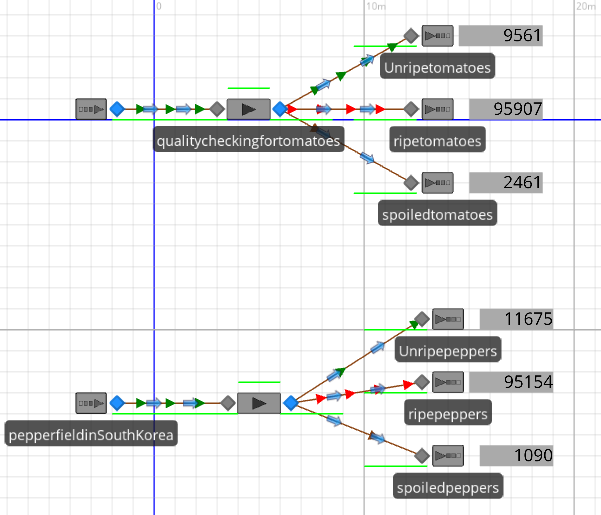 0
10m
20m
9561
Unripetomatoes
95907
qualitycheckingfortomatoes
ripetomatoes
2461
spoiledtomatoes
11675
Unripepeppers
95154
ripepeppers
pepperfieldinSouthKorea
1090
spoiledpeppers